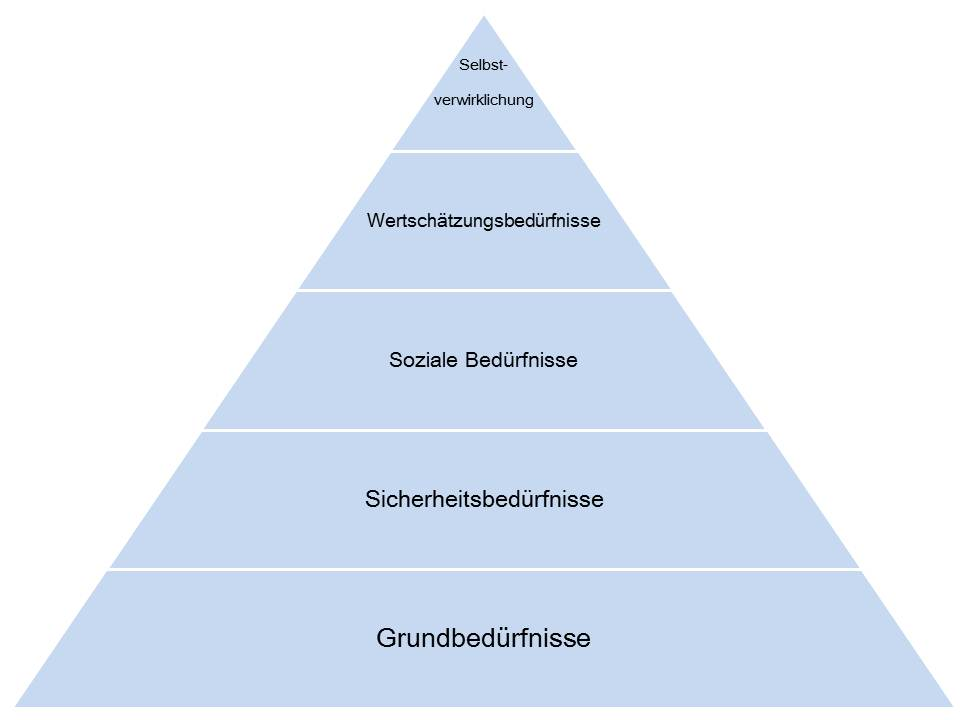 Selbst-
verwirklichung
Wertschätzungsbedürfnisse
Soziale Bedürfnisse
Sicherheitsbedürfnisse
Grundbedürfnisse